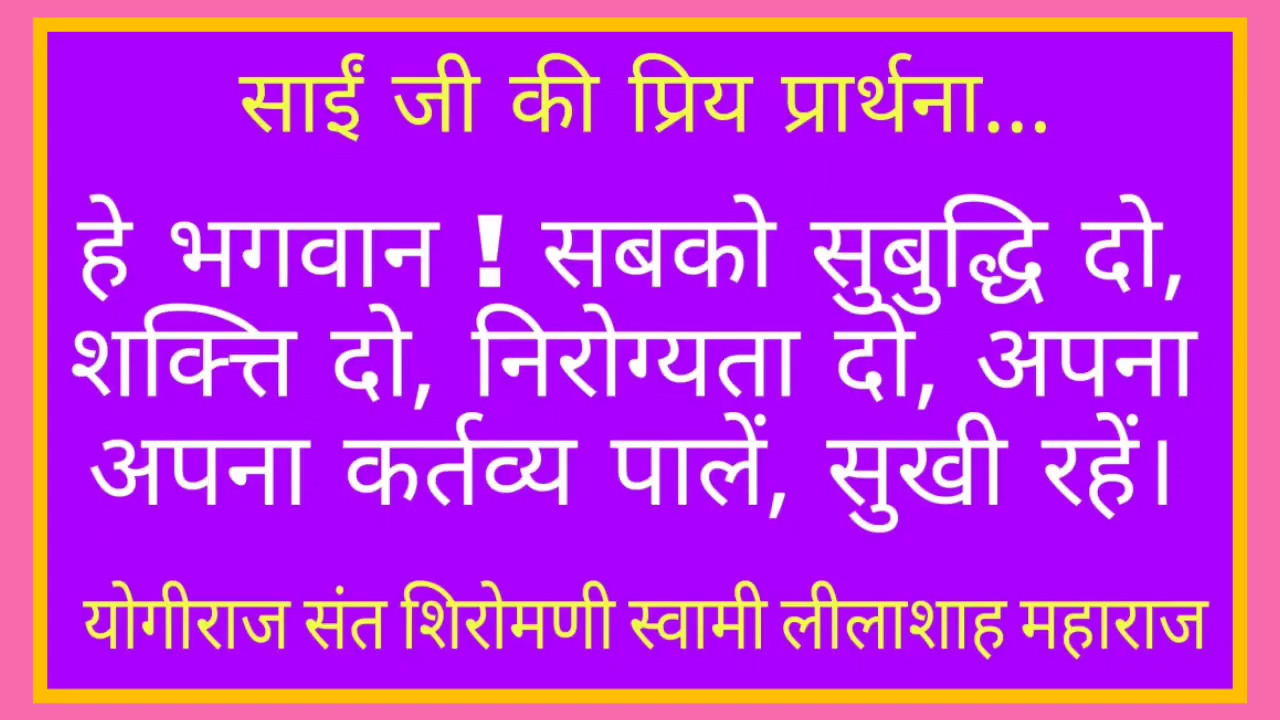 साईं जी की प्रिय प्रार्थना...
हे भगवान ! सबको सुबुद्धि दो,
शक्त्ति दो, निरोग्यता दो, अपना
अपना कर्तव्य पालें, सुखी रहें।
योगीराज संत शिरोमणी स्वामी लीलाशाह महाराज